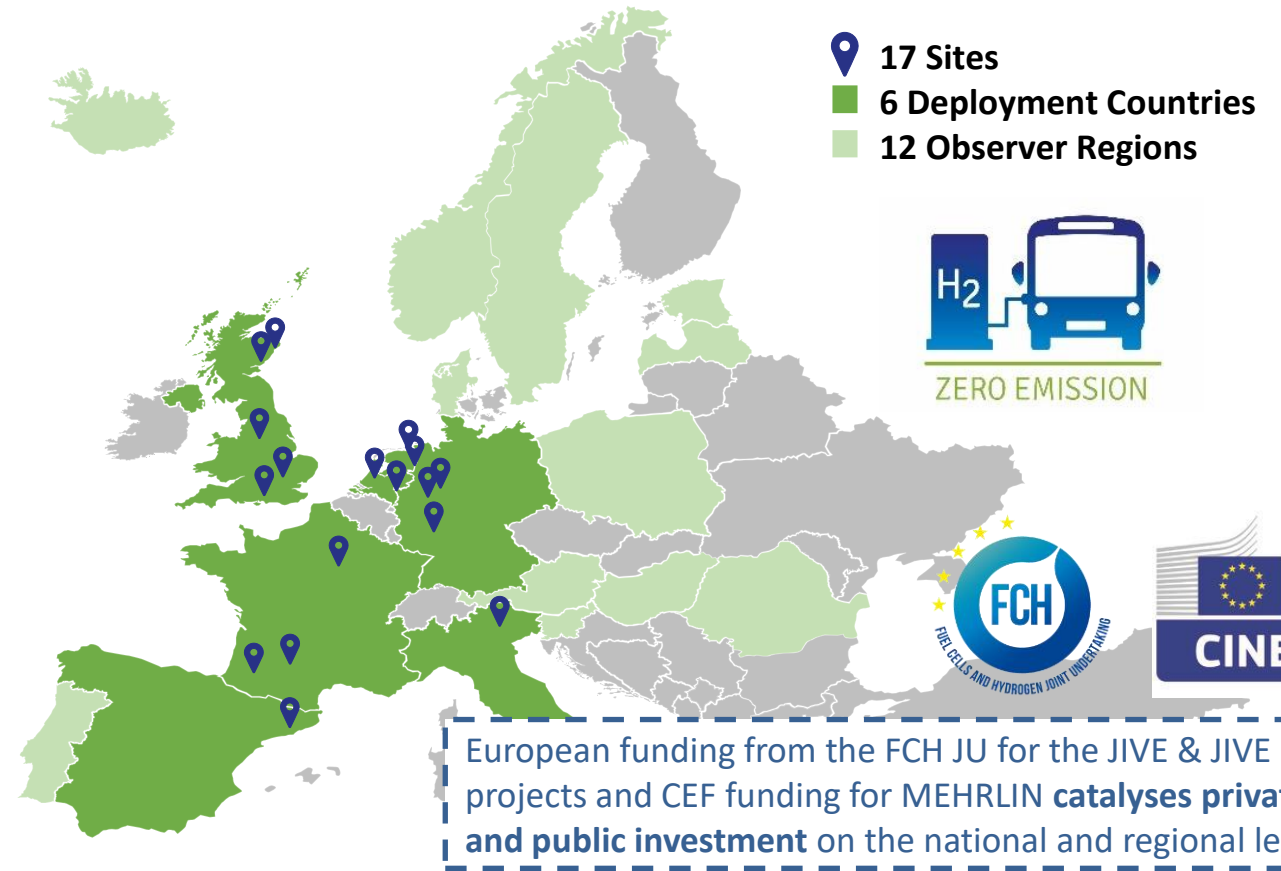 17 Sites
6 Deployment Countries
12 Observer Regions
H2
ZERO EMISSION
FCH
FUEL CELLS AND HYDROGEN JOINT UNDERTAKING
CINE
European funding from the FCH JU for the JIVE & JIVE
projects and CEF funding for MEHRLIN catalyses privat
and public investment on the national and regional le